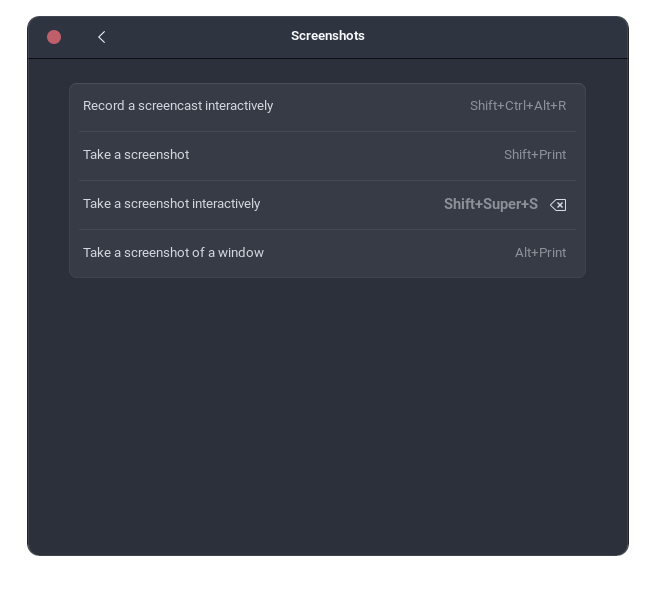 Screenshots
Record a screencast interactively Shift+Ctrl+Alt+R
Take a screenshot Shift+Print
Take a screenshot interactively Shift+Super+S
Take a screenshot of a window Alt+Print